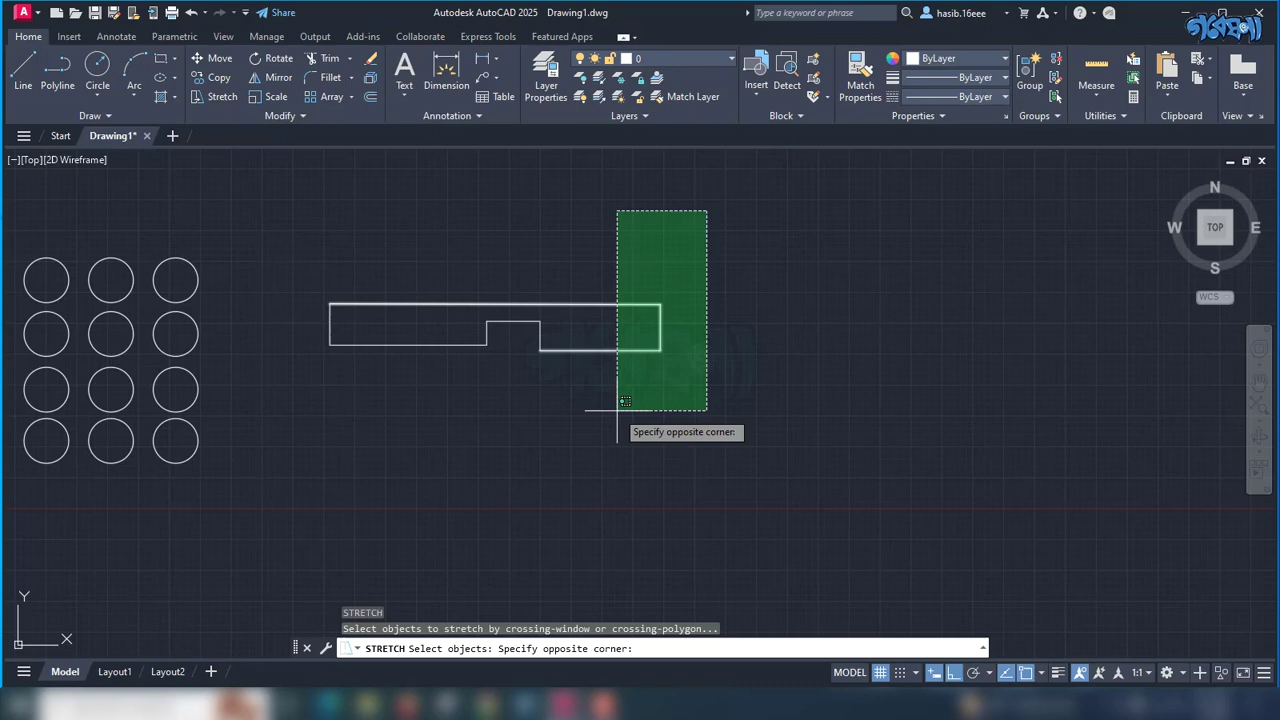 A Share Autodesk AutoCAD 2025 Drawing1.dwg Type a keyword or phrase hasib.16eee
গবেষণা
Home Insert Annotate Parametric View Manage Output Add-ins Collaborate Express Tools Featured Apps
Line Polyline Circle Arc
Move Rotate Trim
Copy Mirror Fillet
Stretch Scale Array
Text Dimension Table
Layer Properties 0 Match Layer
Insert Detect
Match Properties ByLayer ByLayer ByLayer
Group Measure Paste Base
Draw Modify Annotation Layers Block Properties Groups Utilities Clipboard View
Start Drawing1*
[−][Top][2D Wireframe]
N
W TOP E
S
WCS
Specify opposite corner:
Y
X
STRETCH
Select objects to stretch by crossing-window or crossing-polygon...
STRETCH Select objects: Specify opposite corner:
Model Layout1 Layout2 MODEL 1:1